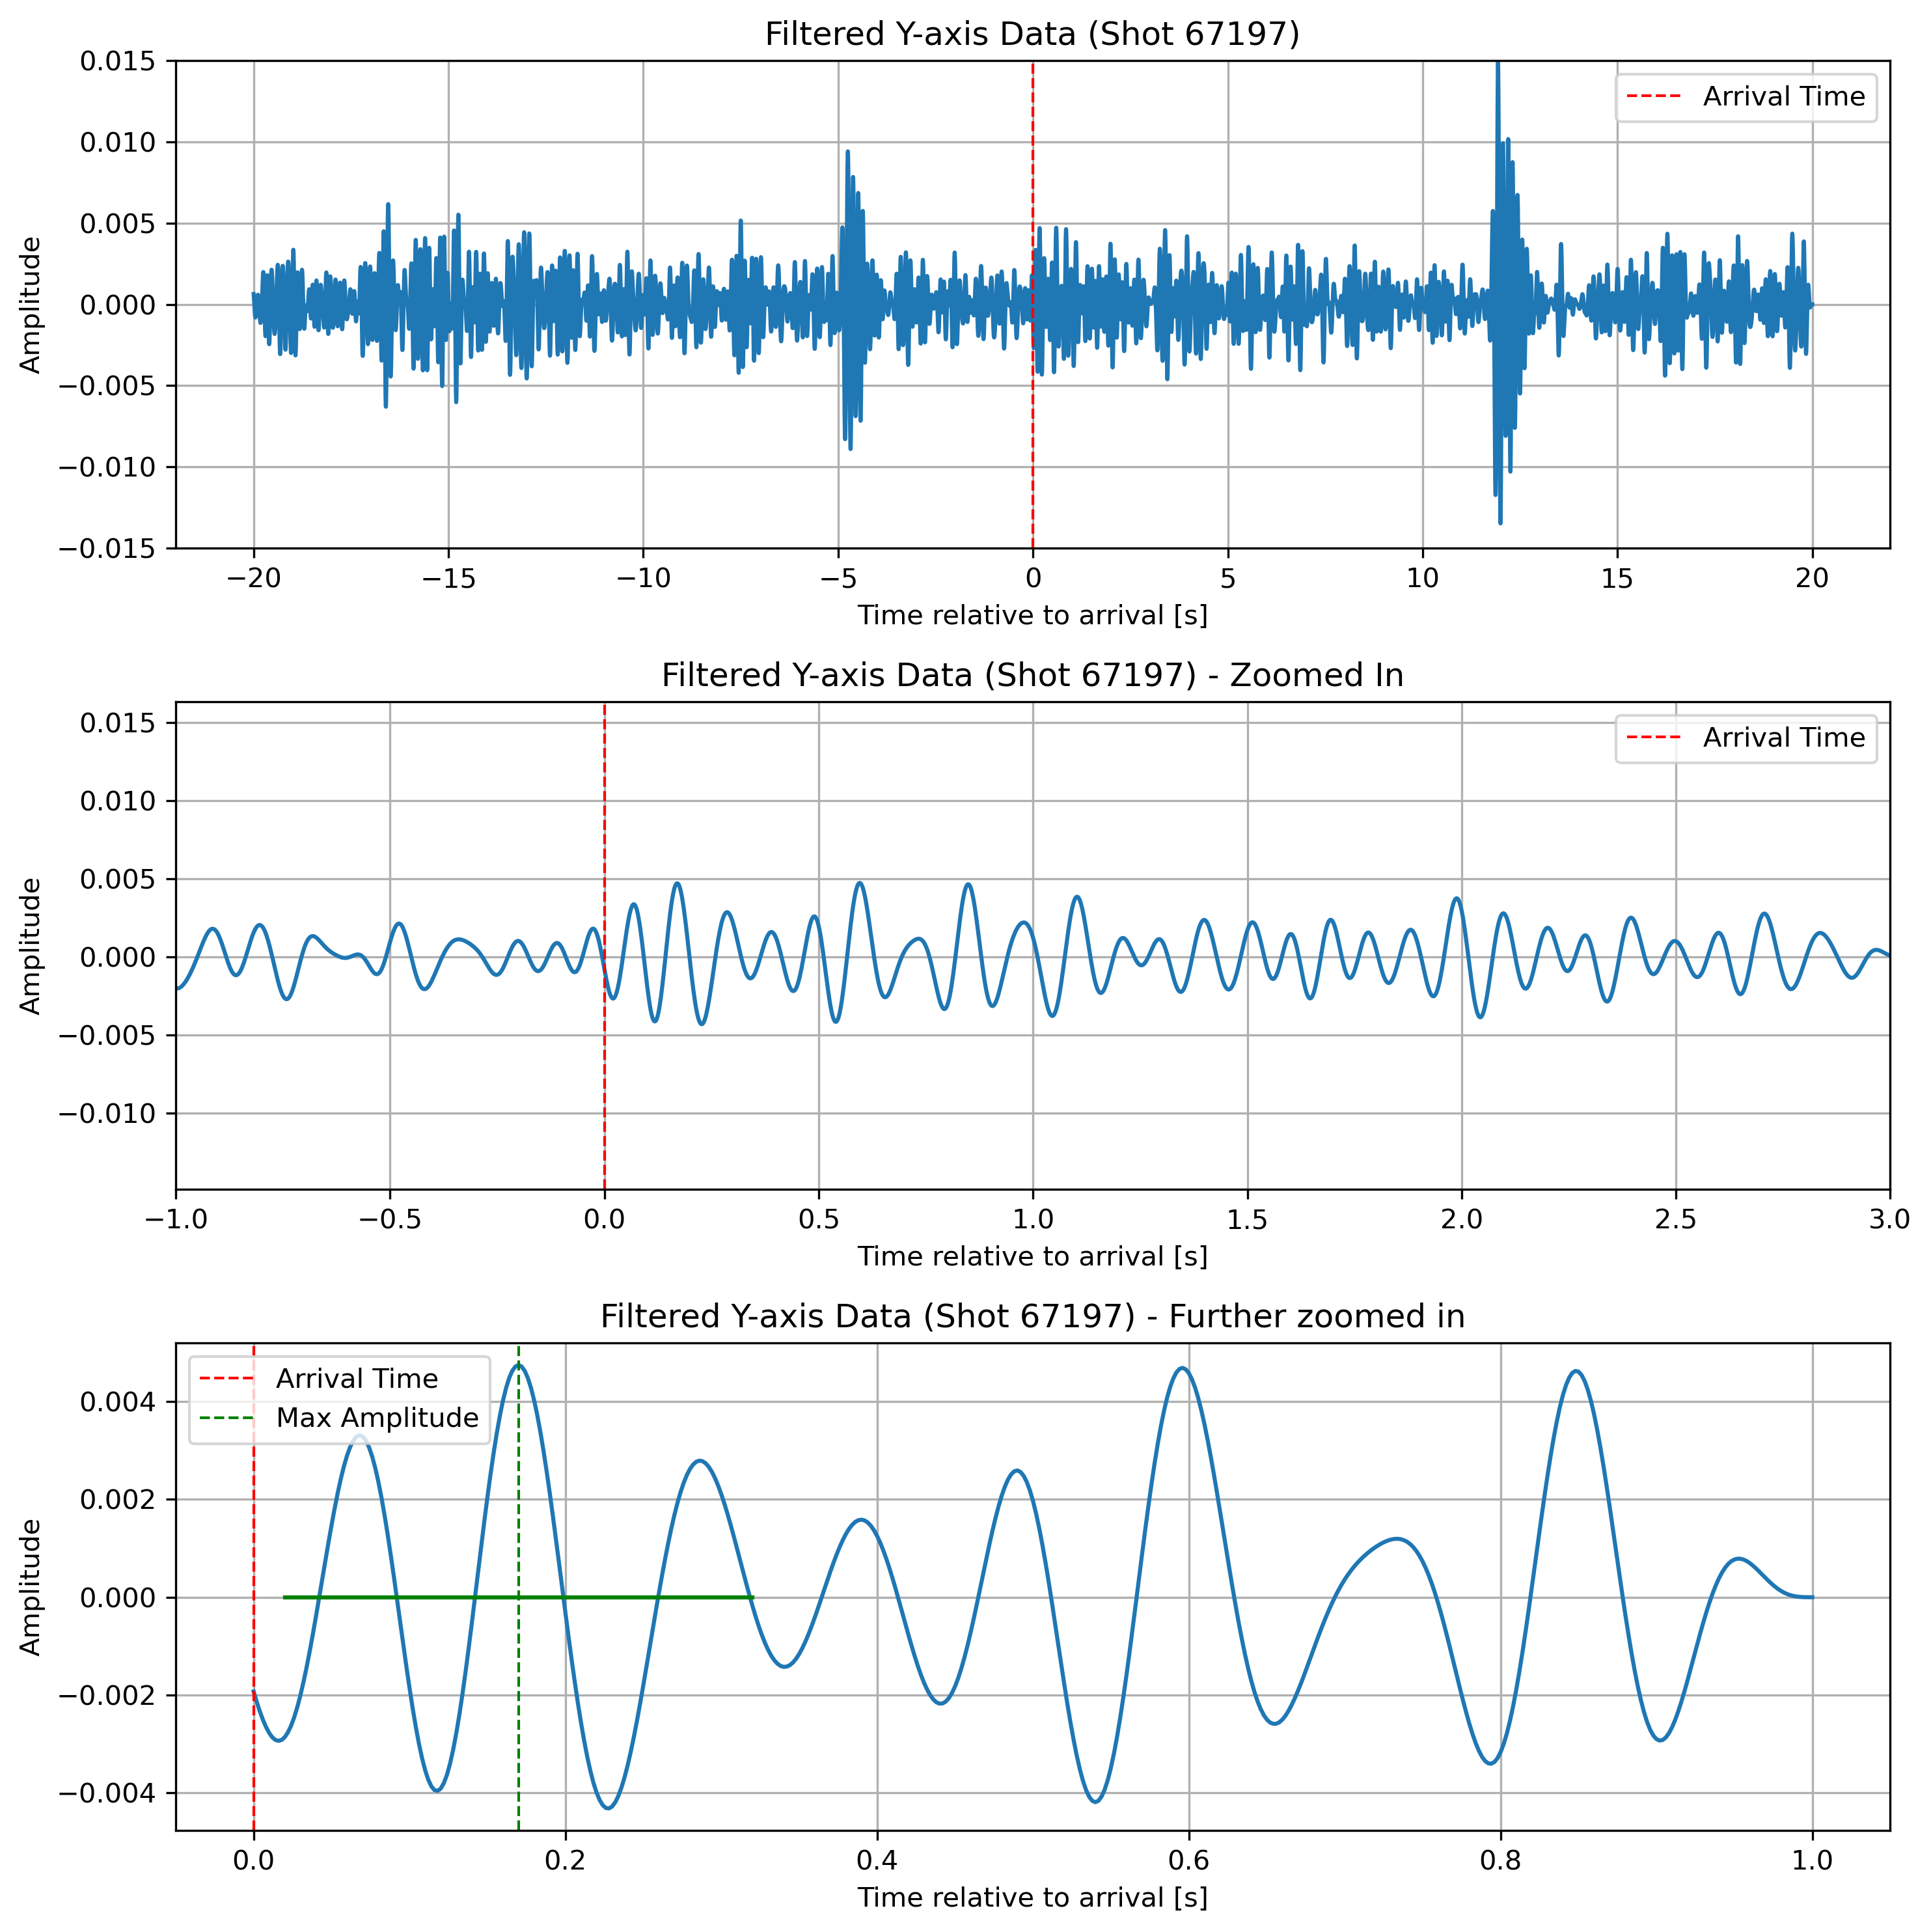 Filtered Y-axis Data (Shot 67197)
0.015
0.010
0.005
0.000
−0.005
−0.010
−0.015
Amplitude
Arrival Time
−20 −15 −10 −5 0 5 10 15 20
Time relative to arrival [s]
Filtered Y-axis Data (Shot 67197) - Zoomed In
0.015
0.010
0.005
0.000
−0.005
−0.010
Amplitude
Arrival Time
−1.0 −0.5 0.0 0.5 1.0 1.5 2.0 2.5 3.0
Time relative to arrival [s]
Filtered Y-axis Data (Shot 67197) - Further zoomed in
0.004
0.002
0.000
−0.002
−0.004
Amplitude
Arrival Time
Max Amplitude
0.0 0.2 0.4 0.6 0.8 1.0
Time relative to arrival [s]